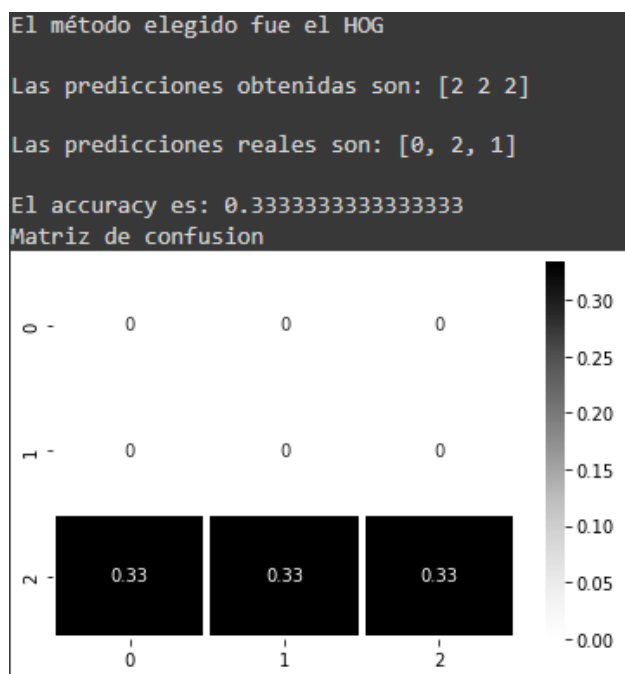 El método elegido fue el HOG
Las predicciones obtenidas son: [2 2 2]
Las predicciones reales son: [0, 2, 1]
El accuracy es: 0.3333333333333333
Matriz de confusion
0 0 0 0
1 0 0 0
2 0.33 0.33 0.33
0 1 2
0.30
0.25
0.20
0.15
0.10
0.05
0.00